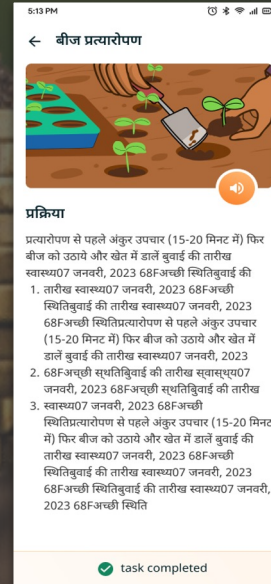 5:13 PM
बीज प्रत्यारोपण
प्रक्रिया
प्रत्यारोपण से पहले अंकुर उपचार (15-20 मिनट में) फिर
बीज को उठाये और खेत में डालें बुवाई की तारीख
स्वास्थ्य07 जनवरी, 2023 68Fअच्छी स्थितिबुवाई की
1. तारीख स्वास्थ्य07 जनवरी, 2023 68Fअच्छी
स्थितिबुवाई की तारीख स्वास्थ्य07 जनवरी, 2023
68Fअच्छी स्थितिप्रत्यारोपण से पहले अंकुर उपचार
(15-20 मिनट में) फिर बीज को उठाये और खेत में
डालें बुवाई की तारीख स्वास्थ्य07 जनवरी, 2023
2. 68Fअच्‌छी स्‌थतिबिुवाई की तारीख स्‌वास्‌थ्‌य07
जनवरी, 2023 68Fअच्‌छी स्‌थतिबिुवाई की तारीख
3. स्वास्थ्य07 जनवरी, 2023 68Fअच्छी
स्थितिप्रत्यारोपण से पहले अंकुर उपचार (15-20 मिनट
में) फिर बीज को उठाये और खेत में डालें बुवाई की
तारीख स्वास्थ्य07 जनवरी, 2023 68Fअच्छी
स्थितिबुवाई की तारीख स्वास्थ्य07 जनवरी, 2023
68Fअच्छी स्थितिबुवाई की तारीख स्वास्थ्य07 जनवरी,
2023 68Fअच्छी स्थिति
task completed